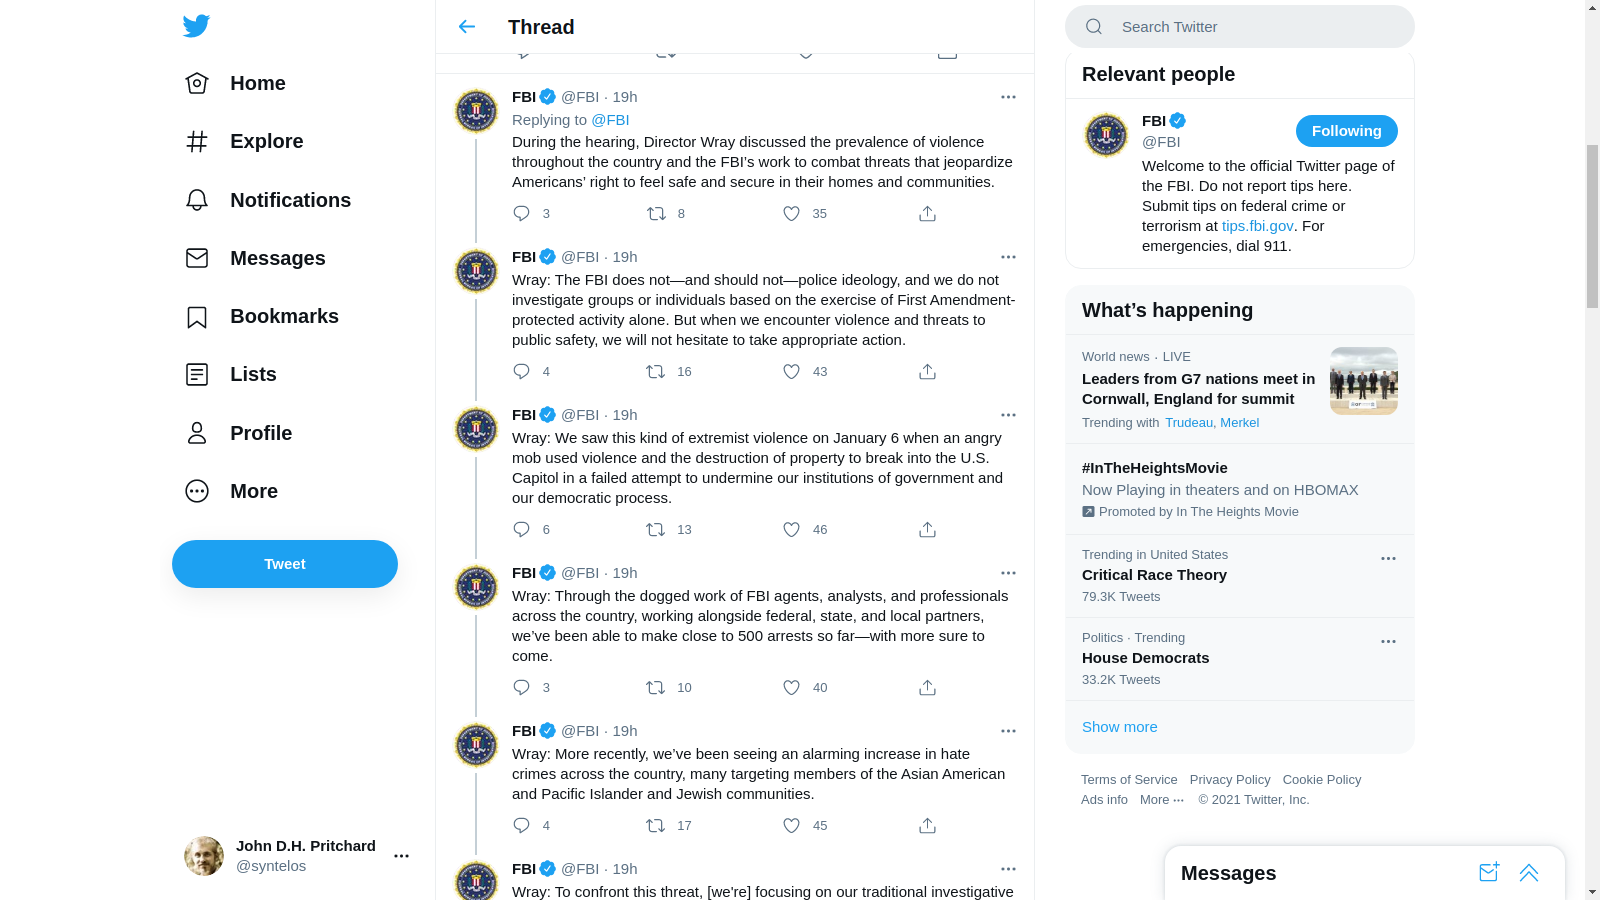 Home
Explore
Notifications
Messages
Bookmarks
Lists
Profile
More
Tweet
John D.H. Pritchard
@syntelos
Thread
FBI @FBI · 19h
Replying to @FBI
During the hearing, Director Wray discussed the prevalence of violence
throughout the country and the FBI’s work to combat threats that jeopardize
Americans’ right to feel safe and secure in their homes and communities.
3 8 35
FBI @FBI · 19h
Wray: The FBI does not—and should not—police ideology, and we do not
investigate groups or individuals based on the exercise of First Amendment-
protected activity alone. But when we encounter violence and threats to
public safety, we will not hesitate to take appropriate action.
4 16 43
FBI @FBI · 19h
Wray: We saw this kind of extremist violence on January 6 when an angry
mob used violence and the destruction of property to break into the U.S.
Capitol in a failed attempt to undermine our institutions of government and
our democratic process.
6 13 46
FBI @FBI · 19h
Wray: Through the dogged work of FBI agents, analysts, and professionals
across the country, working alongside federal, state, and local partners,
we’ve been able to make close to 500 arrests so far—with more sure to
come.
3 10 40
FBI @FBI · 19h
Wray: More recently, we’ve been seeing an alarming increase in hate
crimes across the country, many targeting members of the Asian American
and Pacific Islander and Jewish communities.
4 17 45
FBI @FBI · 19h
Wray: To confront this threat, [we're] focusing on our traditional investigative
Search Twitter
Relevant people
FBI
@FBI
Following
Welcome to the official Twitter page of
the FBI. Do not report tips here.
Submit tips on federal crime or
terrorism at tips.fbi.gov. For
emergencies, dial 911.
What’s happening
World news · LIVE
Leaders from G7 nations meet in
Cornwall, England for summit
Trending with Trudeau, Merkel
#InTheHeightsMovie
Now Playing in theaters and on HBOMAX
Promoted by In The Heights Movie
Trending in United States
Critical Race Theory
79.3K Tweets
Politics · Trending
House Democrats
33.2K Tweets
Show more
Terms of Service Privacy Policy Cookie Policy
Ads info More ··· © 2021 Twitter, Inc.
Messages